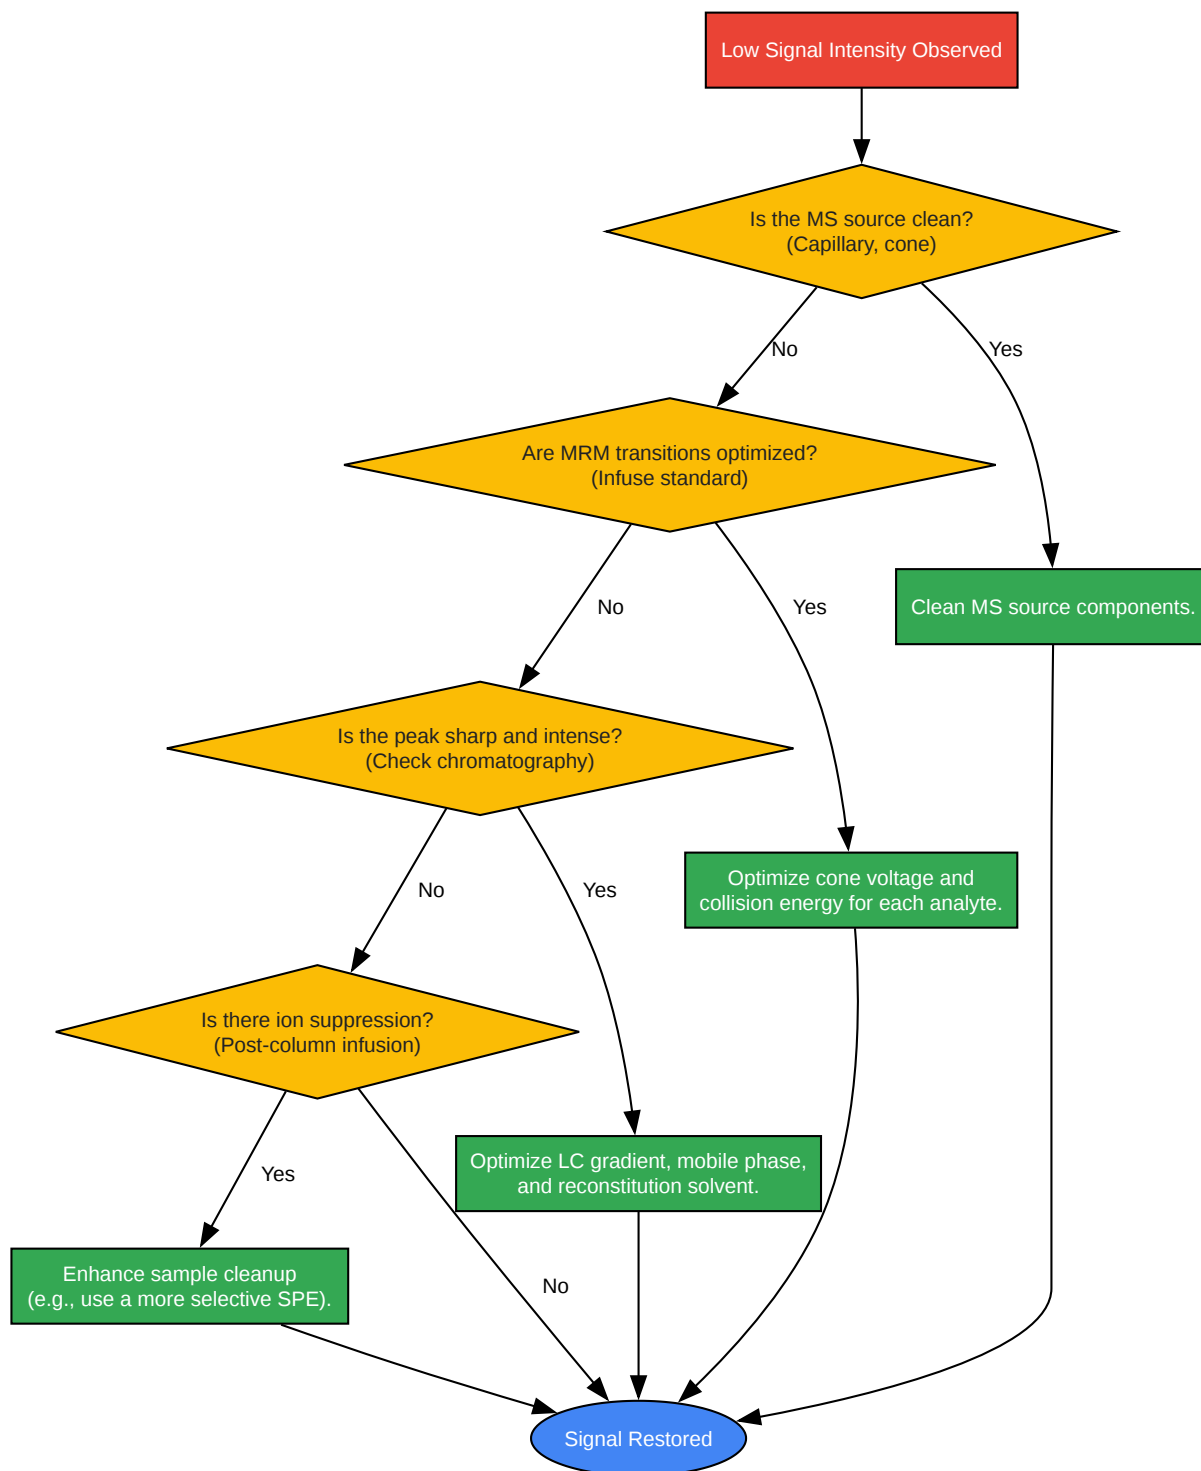 Low Signal Intensity Observed
Is the MS source clean?
(Capillary, cone)
No
Yes
Are MRM transitions optimized?
(Infuse standard)
No
Yes
Clean MS source components.
Is the peak sharp and intense?
(Check chromatography)
No
Yes
Optimize cone voltage and
collision energy for each analyte.
Is there ion suppression?
(Post-column infusion)
Yes
No
Optimize LC gradient, mobile phase,
and reconstitution solvent.
Enhance sample cleanup
(e.g., use a more selective SPE).
Signal Restored